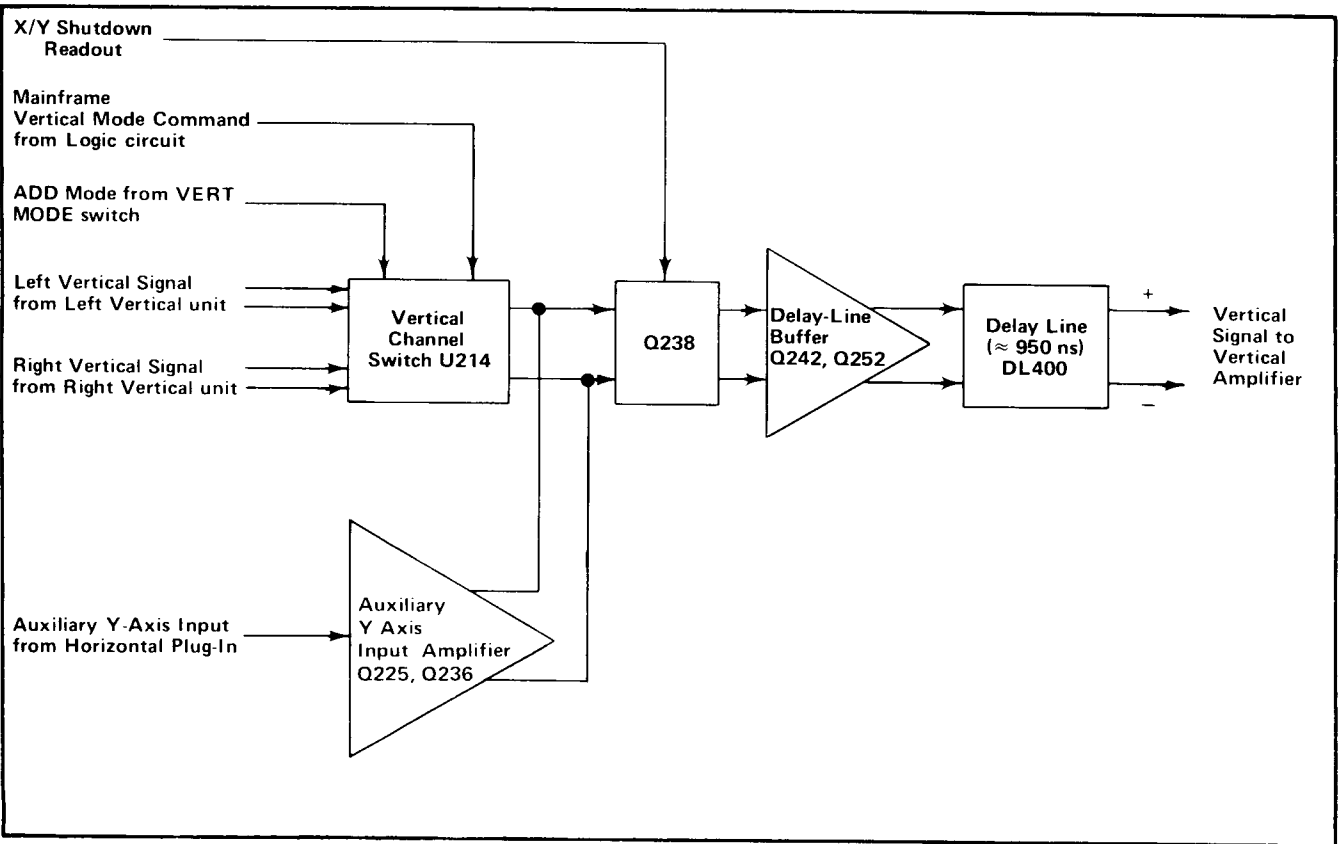 X/Y Shutdown
Readout
Mainframe
Vertical Mode Command
from Logic circuit
ADD Mode from VERT
MODE switch
Left Vertical Signal
from Left Vertical unit
Right Vertical Signal
from Right Vertical unit
Vertical
Channel
Switch U214
Q238
Delay-Line
Buffer
Q242, Q252
Delay Line
(≈ 950 ns)
DL400
+
−
Vertical
Signal to
Vertical
Amplifier
Auxiliary Y-Axis Input
from Horizontal Plug-In
Auxiliary
Y Axis
Input Amplifier
Q225, Q236